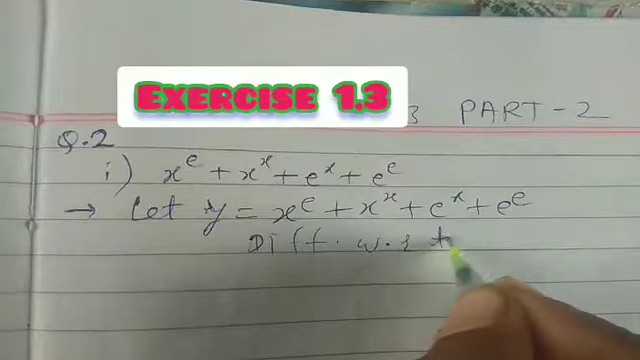 EXERCISE 1.3
3 PART-2
Q.2
i) x^e + x^x + e^x + e^e
→ Let y = x^e + x^x + e^x + e^e
Diff. w.r t